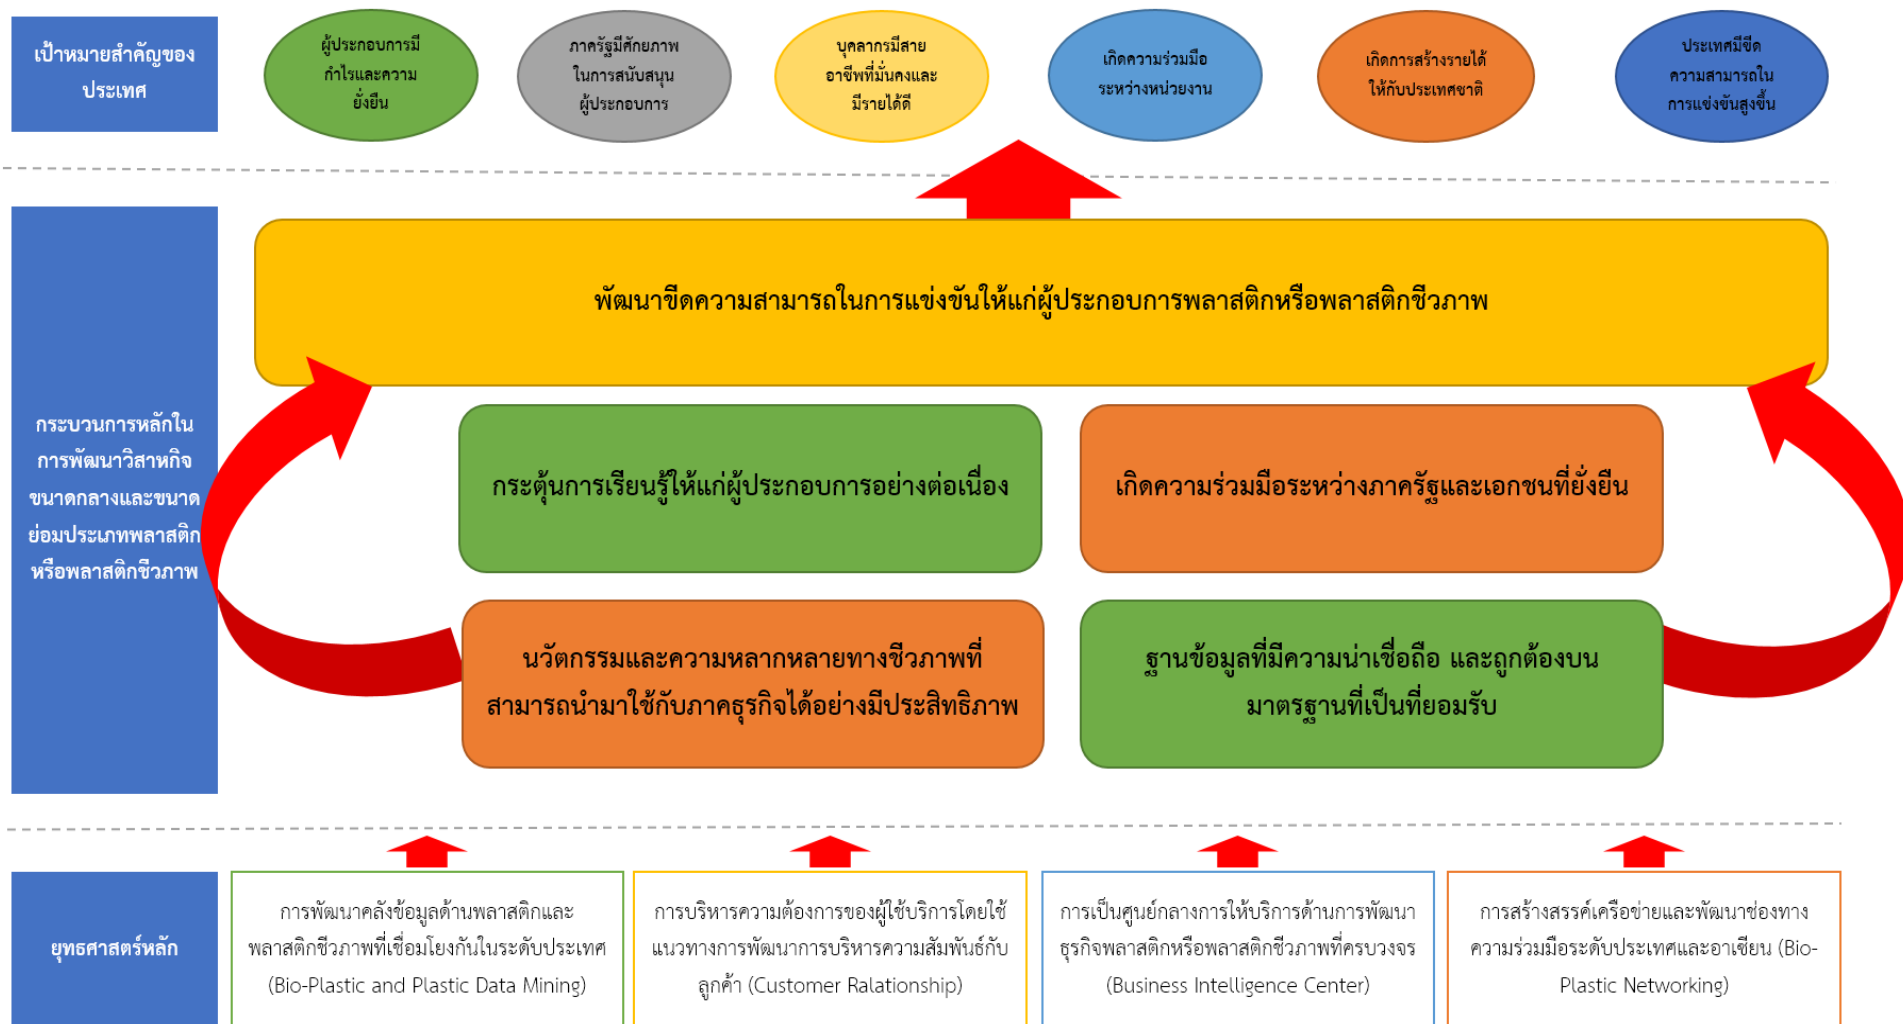 เป้าหมายสำคัญของ
ประเทศ
ผู้ประกอบการมี
กำไรและความ
ยั่งยืน
ภาครัฐมีศักยภาพ
ในการสนับสนุน
ผู้ประกอบการ
บุคลากรมีสาย
อาชีพที่มั่นคงและ
มีรายได้ดี
เกิดความร่วมมือ
ระหว่างหน่วยงาน
เกิดการสร้างรายได้
ให้กับประเทศชาติ
ประเทศมีขีด
ความสามารถใน
การแข่งขันสูงขึ้น
กระบวนการหลักใน
การพัฒนาวิสาหกิจ
ขนาดกลางและขนาด
ย่อมประเภทพลาสติก
หรือพลาสติกชีวภาพ
พัฒนาขีดความสามารถในการแข่งขันให้แก่ผู้ประกอบการพลาสติกหรือพลาสติกชีวภาพ
กระตุ้นการเรียนรู้ให้แก่ผู้ประกอบการอย่างต่อเนื่อง
เกิดความร่วมมือระหว่างภาครัฐและเอกชนที่ยั่งยืน
นวัตกรรมและความหลากหลายทางชีวภาพที่
สามารถนำมาใช้กับภาคธุรกิจได้อย่างมีประสิทธิภาพ
ฐานข้อมูลที่มีความน่าเชื่อถือ และถูกต้องบน
มาตรฐานที่เป็นที่ยอมรับ
ยุทธศาสตร์หลัก
การพัฒนาคลังข้อมูลด้านพลาสติกและ
พลาสติกชีวภาพที่เชื่อมโยงกันในระดับประเทศ
(Bio-Plastic and Plastic Data Mining)
การบริหารความต้องการของผู้ใช้บริการโดยใช้
แนวทางการพัฒนาการบริหารความสัมพันธ์กับ
ลูกค้า (Customer Ralationship)
การเป็นศูนย์กลางการให้บริการด้านการพัฒนา
ธุรกิจพลาสติกหรือพลาสติกชีวภาพที่ครบวงจร
(Business Intelligence Center)
การสร้างสรรค์เครือข่ายและพัฒนาช่องทาง
ความร่วมมือระดับประเทศและอาเซียน (Bio-
Plastic Networking)